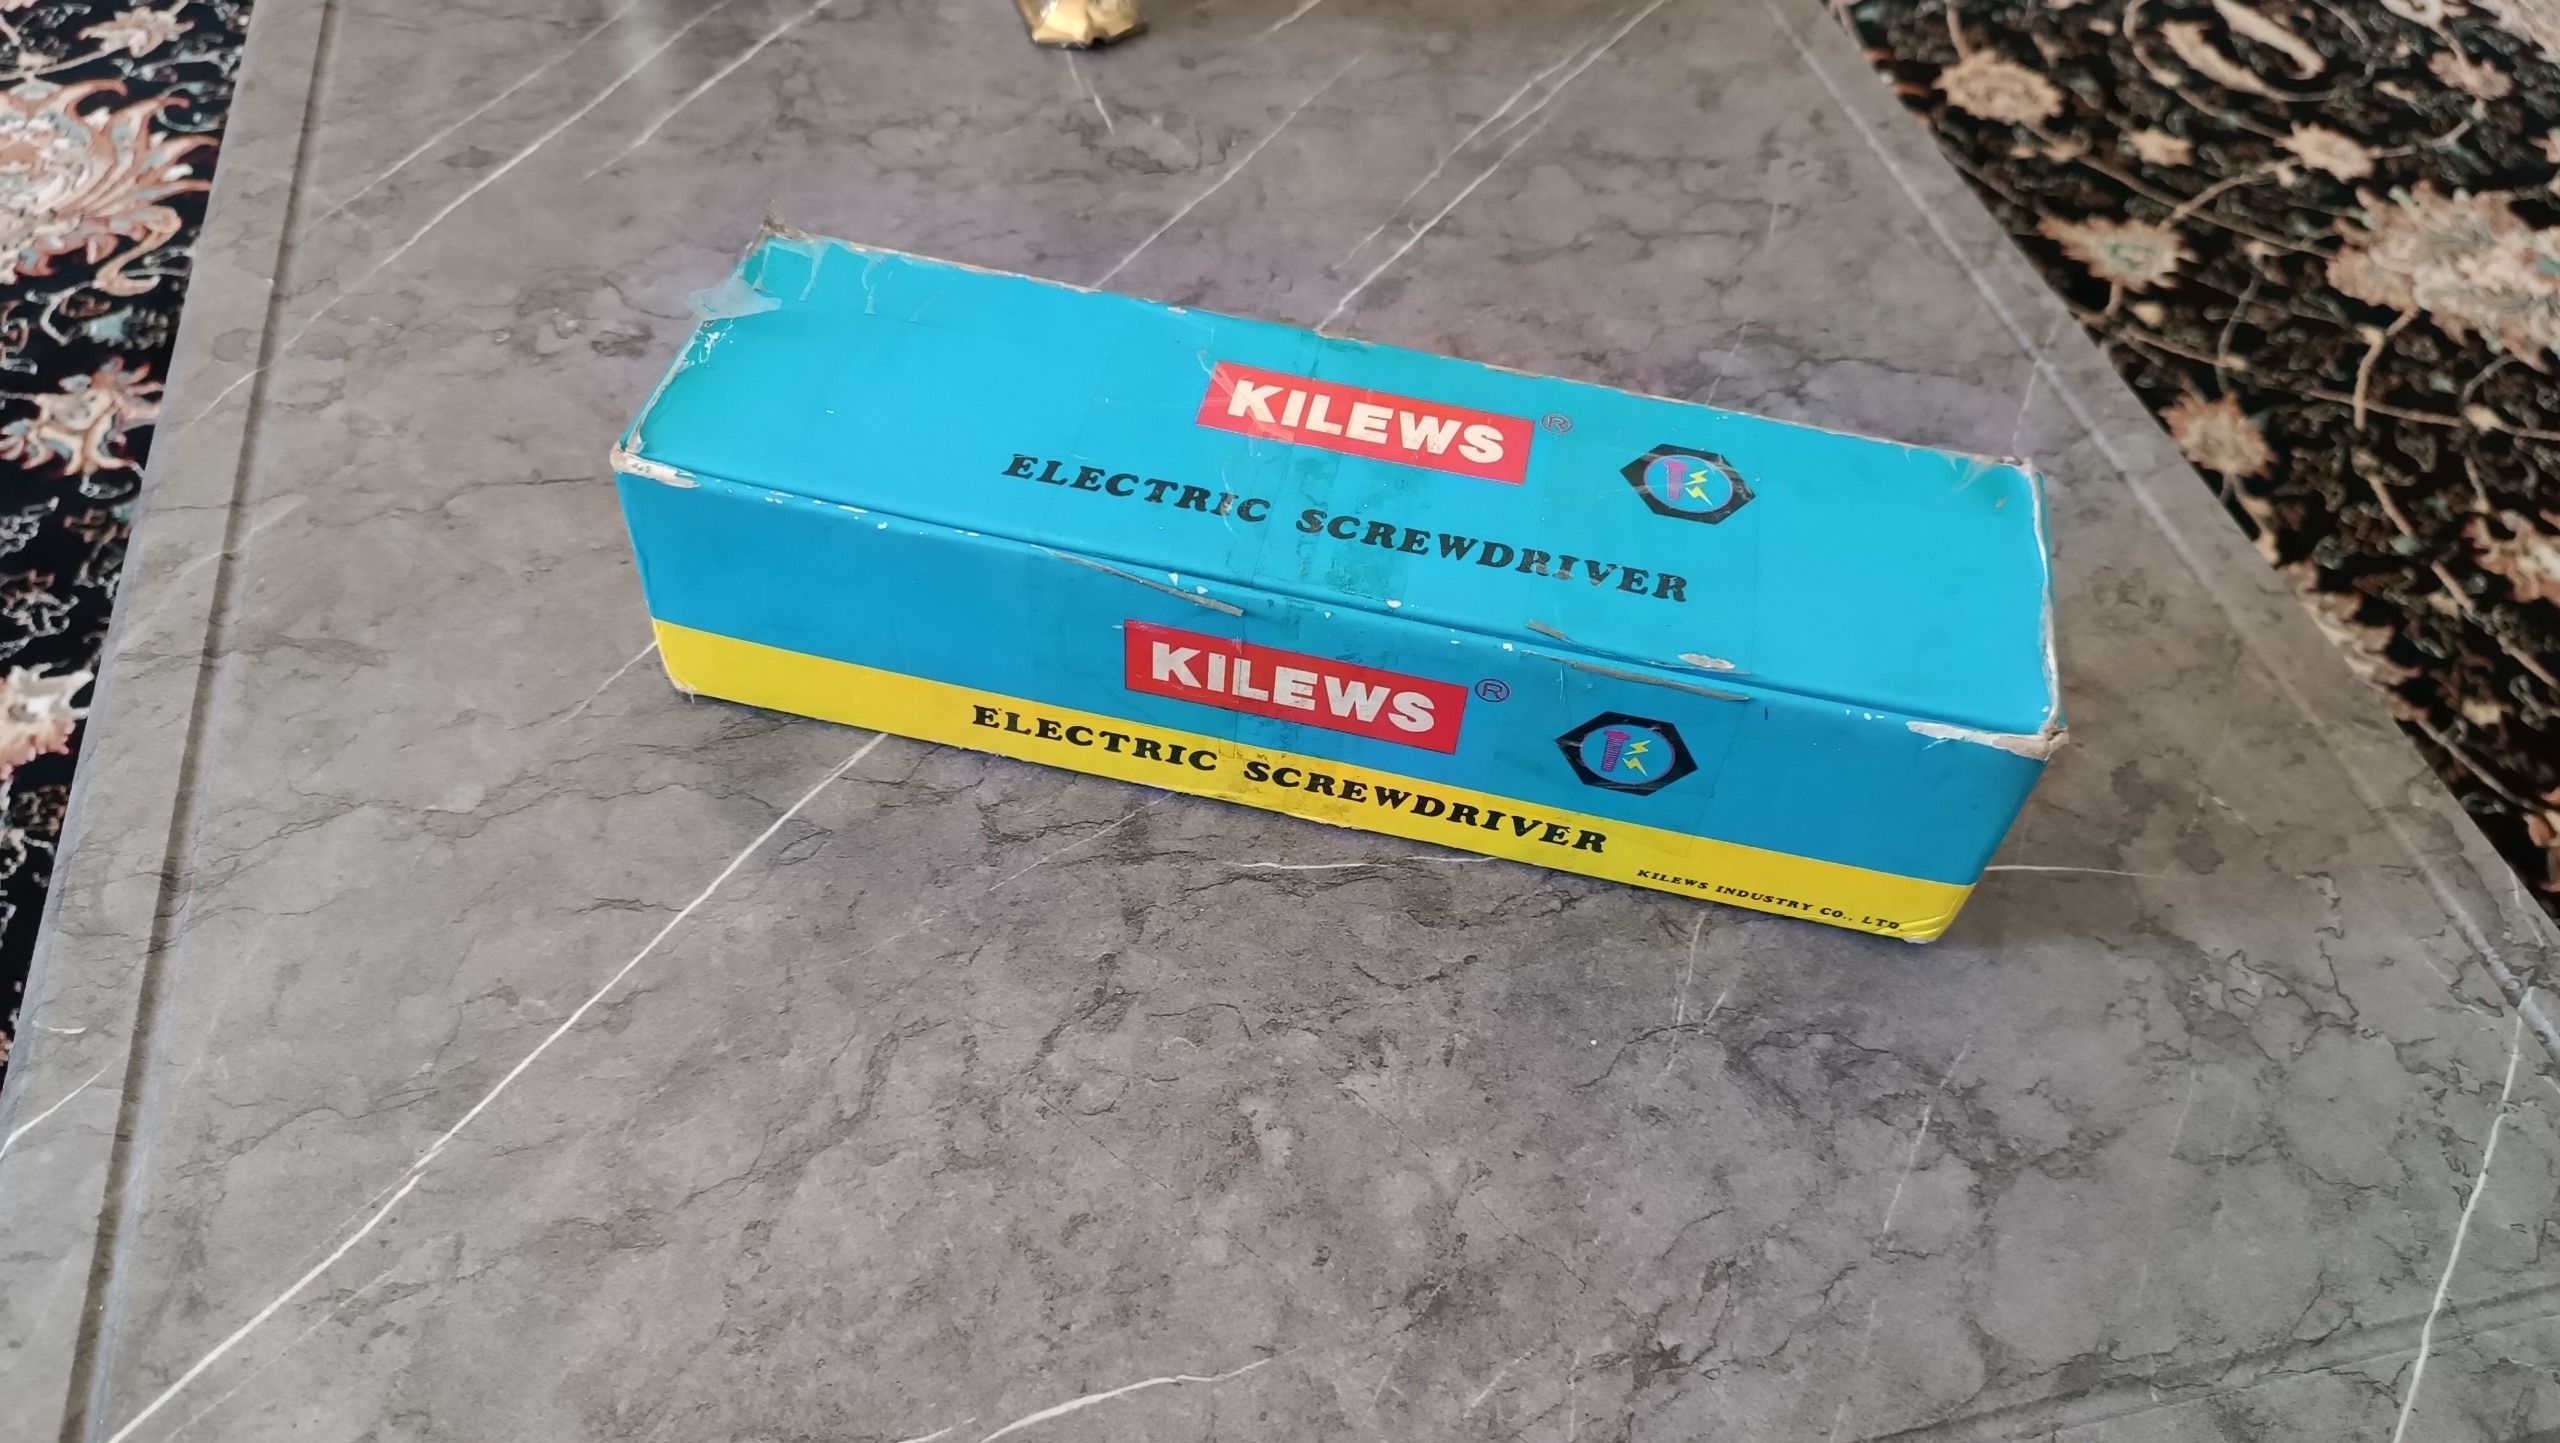 KILEWS ®
ELECTRIC SCREWDRIVER
KILEWS ®
ELECTRIC SCREWDRIVER
KILEWS INDUSTRY CO., LTD.